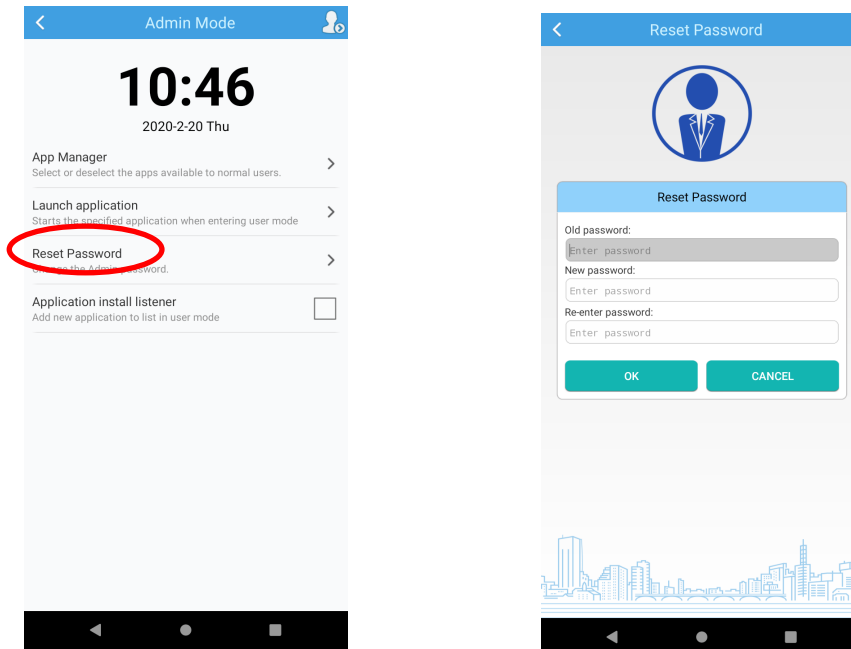 Admin Mode
10:46
2020-2-20 Thu
App Manager
Select or deselect the apps available to normal users.
Launch application
Starts the specified application when entering user mode
Reset Password
Change the Admin password.
Application install listener
Add new application to list in user mode
Reset Password
Reset Password
Old password:
Enter password
New password:
Enter password
Re-enter password:
Enter password
OK
CANCEL